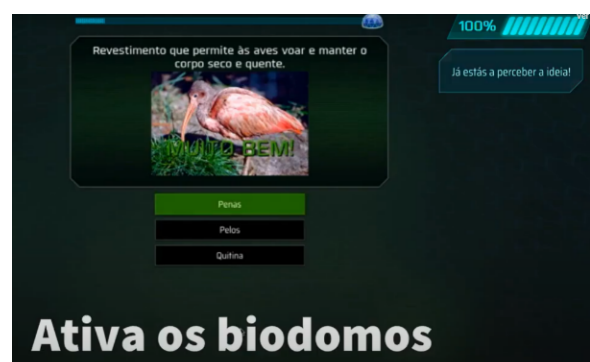 Ver
100%
Revestimento que permite às aves voar e manter o
corpo seco e quente.
Já estás a perceber a ideia!
MUITO BEM!
Penas
Pelos
Quitina
Ativa os biodomos